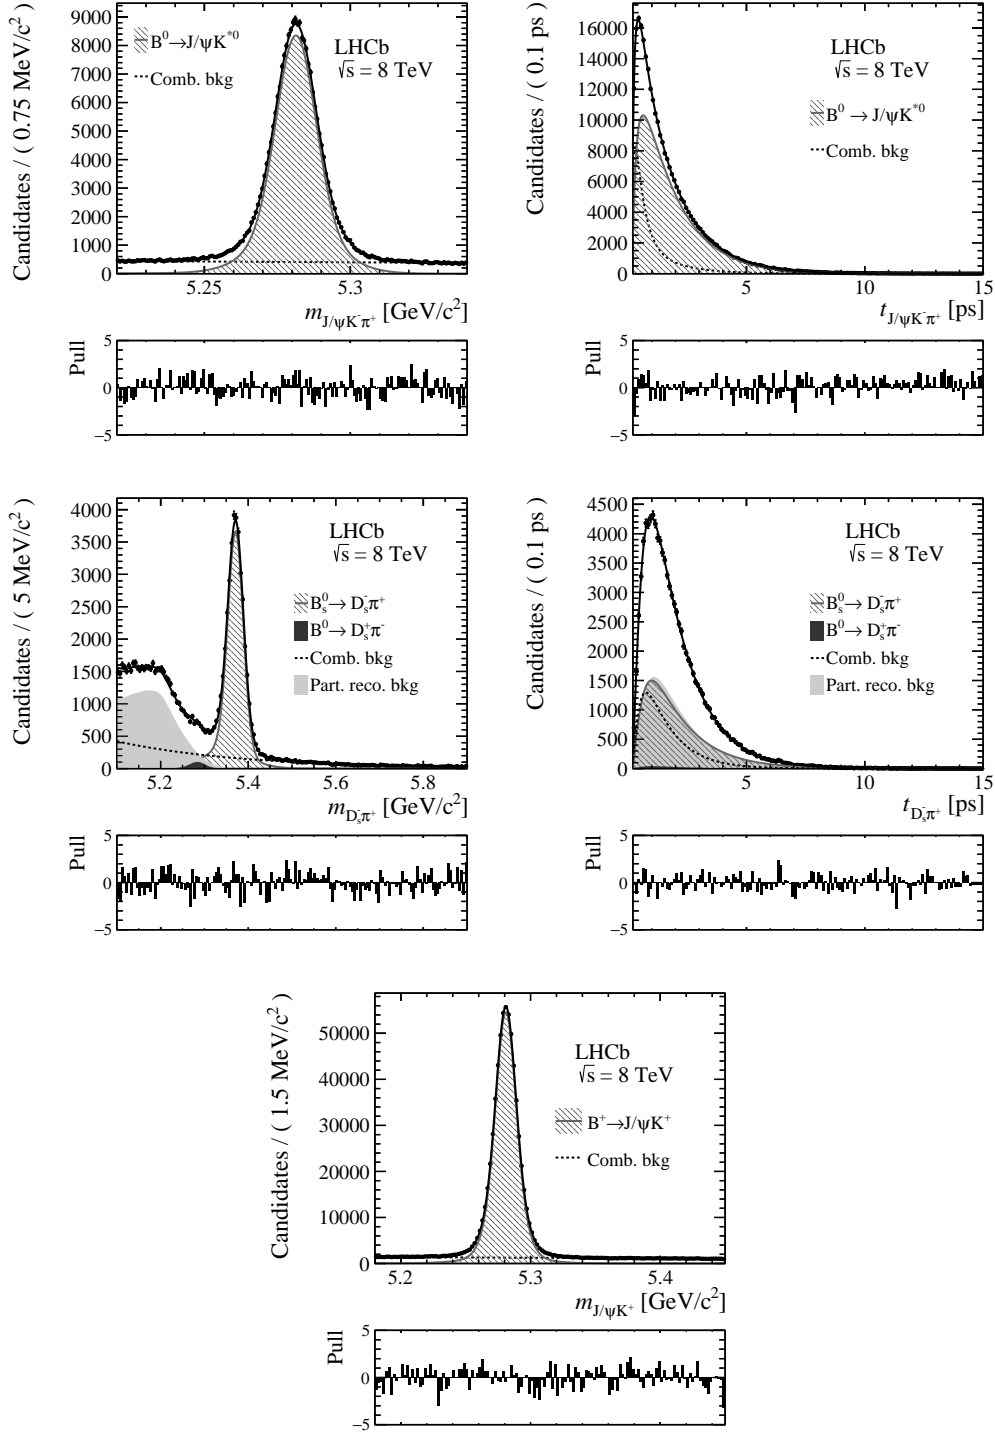 Candidates / ( 0.75 MeV/c²)
9000
8000
7000
6000
5000
4000
3000
2000
1000
0
B⁰→J/ψK*⁰
Comb. bkg
LHCb
√s = 8 TeV
5.25
5.3
m_J/ψK⁻π⁺ [GeV/c²]
Pull
5
0
−5
Candidates / ( 0.1 ps )
16000
14000
12000
10000
8000
6000
4000
2000
0
LHCb
√s = 8 TeV
B⁰ → J/ψK*⁰
Comb. bkg
5
10
15
t_J/ψK⁻π⁺ [ps]
Pull
5
0
−5
Candidates / ( 5 MeV/c²)
4000
3500
3000
2500
2000
1500
1000
500
0
LHCb
√s = 8 TeV
B⁰ₛ→ D⁻ₛπ⁺
B⁰→ D⁺ₛπ⁻
Comb. bkg
Part. reco. bkg
5.2
5.4
5.6
5.8
m_D⁻ₛπ⁺ [GeV/c²]
Pull
5
0
−5
Candidates / ( 0.1 ps )
4500
4000
3500
3000
2500
2000
1500
1000
500
0
LHCb
√s = 8 TeV
B⁰ₛ→ D⁻ₛπ⁺
B⁰→ D⁺ₛπ⁻
Comb. bkg
Part. reco. bkg
5
10
15
t_D⁻ₛπ⁺ [ps]
Pull
5
0
−5
Candidates / ( 1.5 MeV/c²)
50000
40000
30000
20000
10000
0
LHCb
√s = 8 TeV
B⁺→J/ψK⁺
Comb. bkg
5.2
5.3
5.4
m_J/ψK⁺ [GeV/c²]
Pull
5
0
−5